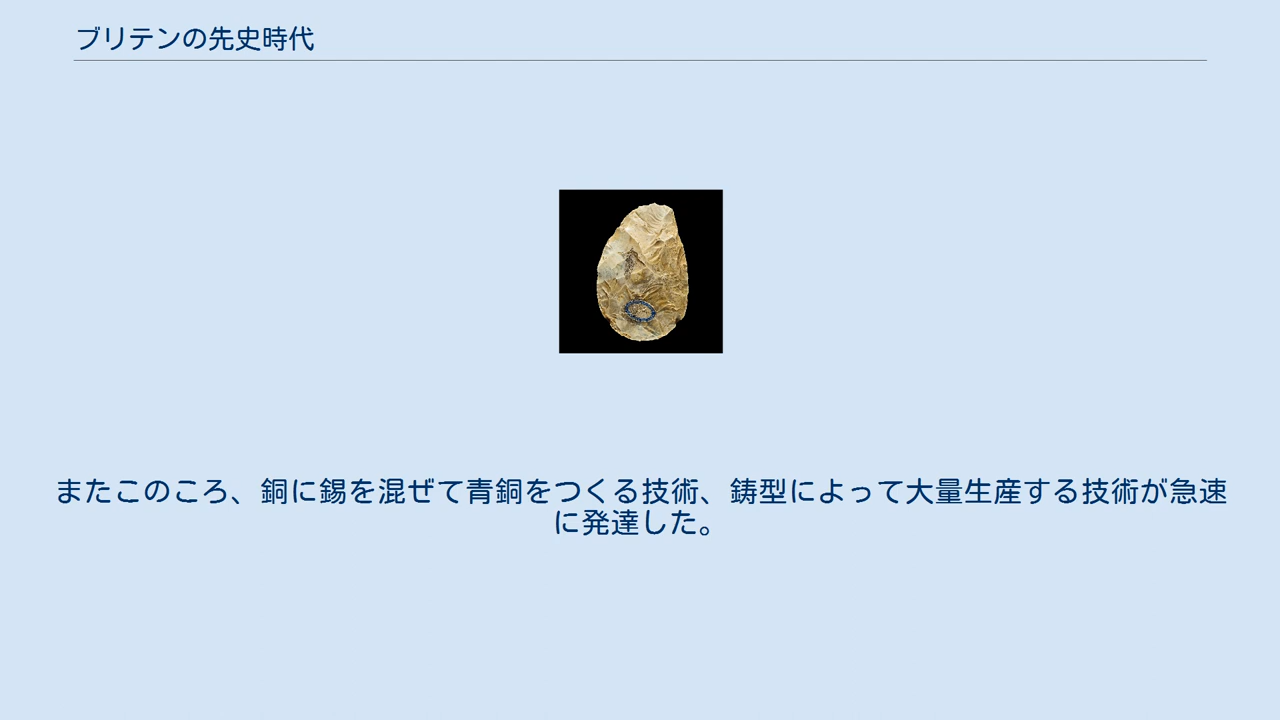 ブリテンの先史時代
またこのころ、銅に錫を混ぜて青銅をつくる技術、鋳型によって大量生産する技術が急速
に発達した。